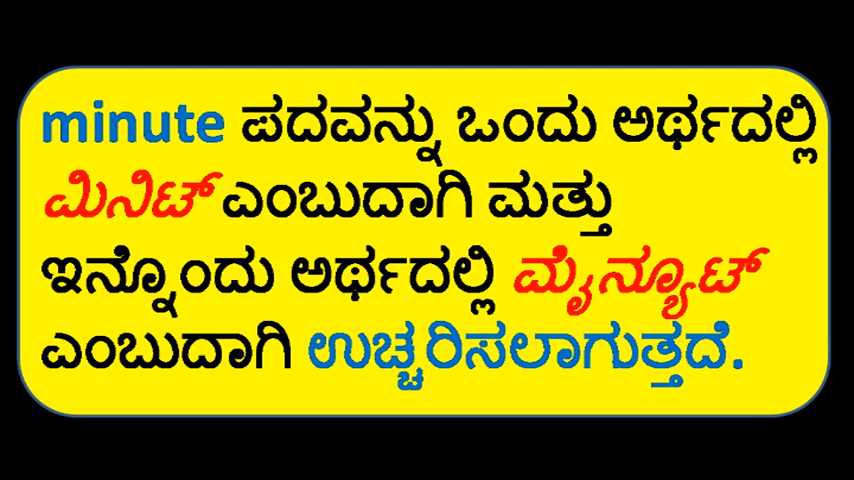 minute ಪದವನ್ನು ಒಂದು ಅರ್ಥದಲ್ಲಿ
ಮಿನಿಟ್ ಎಂಬುದಾಗಿ ಮತ್ತು
ಇನ್ನೊಂದು ಅರ್ಥದಲ್ಲಿ ಮೈನ್ಯೂಟ್
ಎಂಬುದಾಗಿ ಉಚ್ಚರಿಸಲಾಗುತ್ತದೆ.